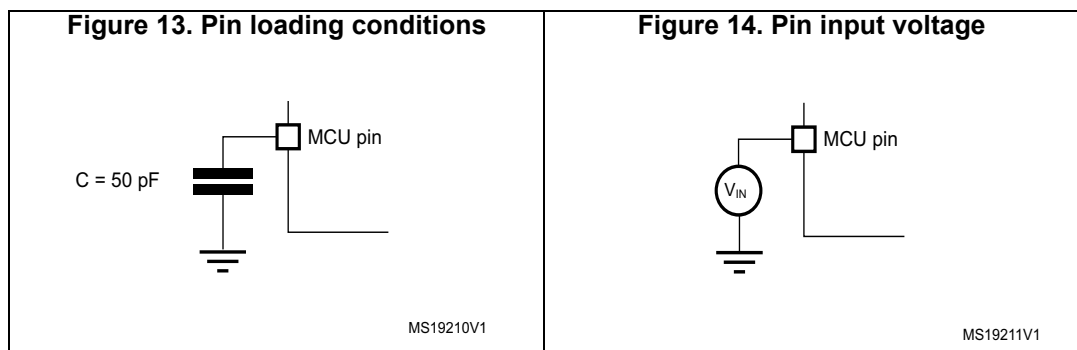 Figure 13. Pin loading conditions
MCU pin
C = 50 pF
MS19210V1
Figure 14. Pin input voltage
MCU pin
VIN
MS19211V1